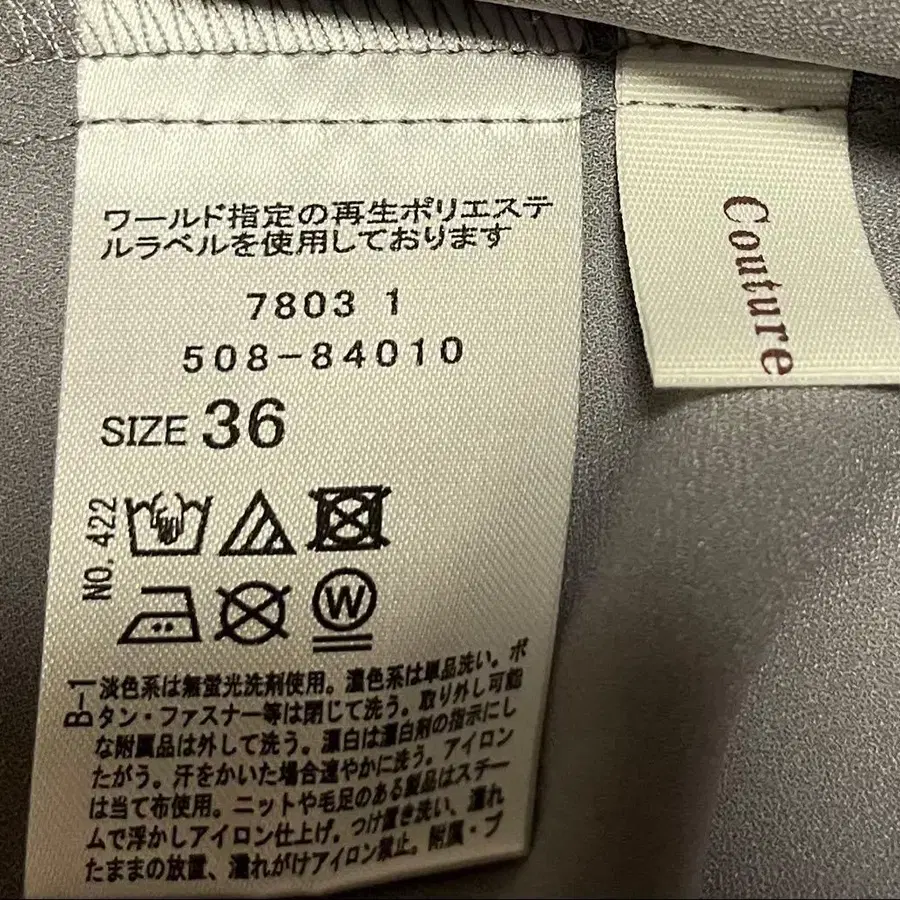 ワールド指定の再生ポリエステ
ルラベルを使用しております
7803 1
508-84010
SIZE 36
NO. 422
W
B-1
淡色系は無蛍光洗剤使用。濃色系は単品洗い。ボ
タン・ファスナー等は閉じて洗う。取り外し可能
な附属品は外して洗う。漂白は漂白剤の指示にし
たがう。汗をかいた場合速やかに洗う。アイロン
は当て布使用。ニットや毛足のある製品はスチー
ムで浮かしアイロン仕上げ。つけ置き洗い、濡れ
たままの放置、濡れがけアイロン禁止。附属・プ
Couture